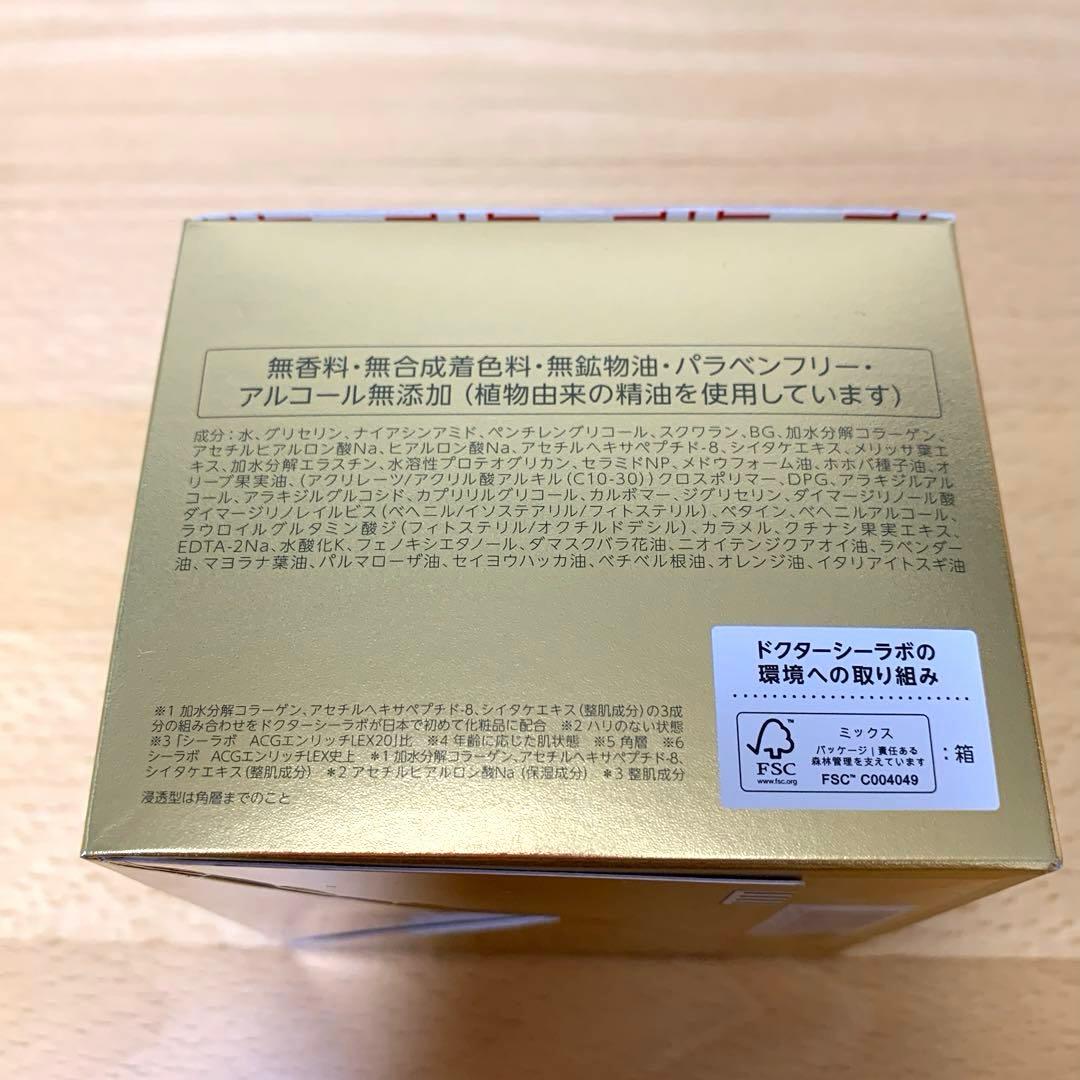 無香料・無合成着色料・無鉱物油・パラベンフリー・
アルコール無添加（植物由来の精油を使用しています）
成分：水、グリセリン、ナイアシンアミド、ペンチレングリコール、スクワラン、BG、加水分解コラーゲン、
アセチルヒアルロン酸Na、ヒアルロン酸Na、アセチルヘキサペプチド-8、シイタケエキス、メリッサ葉エ
キス、加水分解エラスチン、水溶性プロテオグリカン、セラミドNP、メドウフォーム油、ホホバ種子油、オ
リーブ果実油、（アクリレーツ/アクリル酸アルキル（C10-30））クロスポリマー、DPG、アラキジルアル
コール、アラキジルグルコシド、カプリリルグリコール、カルボマー、ジグリセリン、ダイマージリノール酸
ダイマージリノレイルビス（ベヘニル/イソステアリル/フィトステリル）、ベタイン、ベヘニルアルコール、
ラウロイルグルタミン酸ジ（フィトステリル/オクチルドデシル）、カラメル、クチナシ果実エキス、
EDTA-2Na、水酸化K、フェノキシエタノール、ダマスクバラ花油、ニオイテンジクアオイ油、ラベンダー
油、マヨラナ葉油、パルマローザ油、セイヨウハッカ油、ベチベル根油、オレンジ油、イタリアイトスギ油
※1 加水分解コラーゲン、アセチルヘキサペプチド-8、シイタケエキス（整肌成分）の3成
分の組み合わせをドクターシーラボが日本で初めて化粧品に配合 ※2 ハリのない状態
※3「シーラボ ACGエンリッチLEX20」比 ※4 年齢に応じた肌状態 ※5 角層 ※6
シーラボ ACGエンリッチLEX史上 ＊1 加水分解コラーゲン、アセチルヘキサペプチド-8、
シイタケエキス（整肌成分） ＊2 アセチルヒアルロン酸Na（保湿成分） ＊3 整肌成分
浸透型は角層までのこと
ドクターシーラボの
環境への取り組み
FSC
www.fsc.org
ミックス
パッケージ｜責任ある
森林管理を支えています
FSC™ C004049
：箱